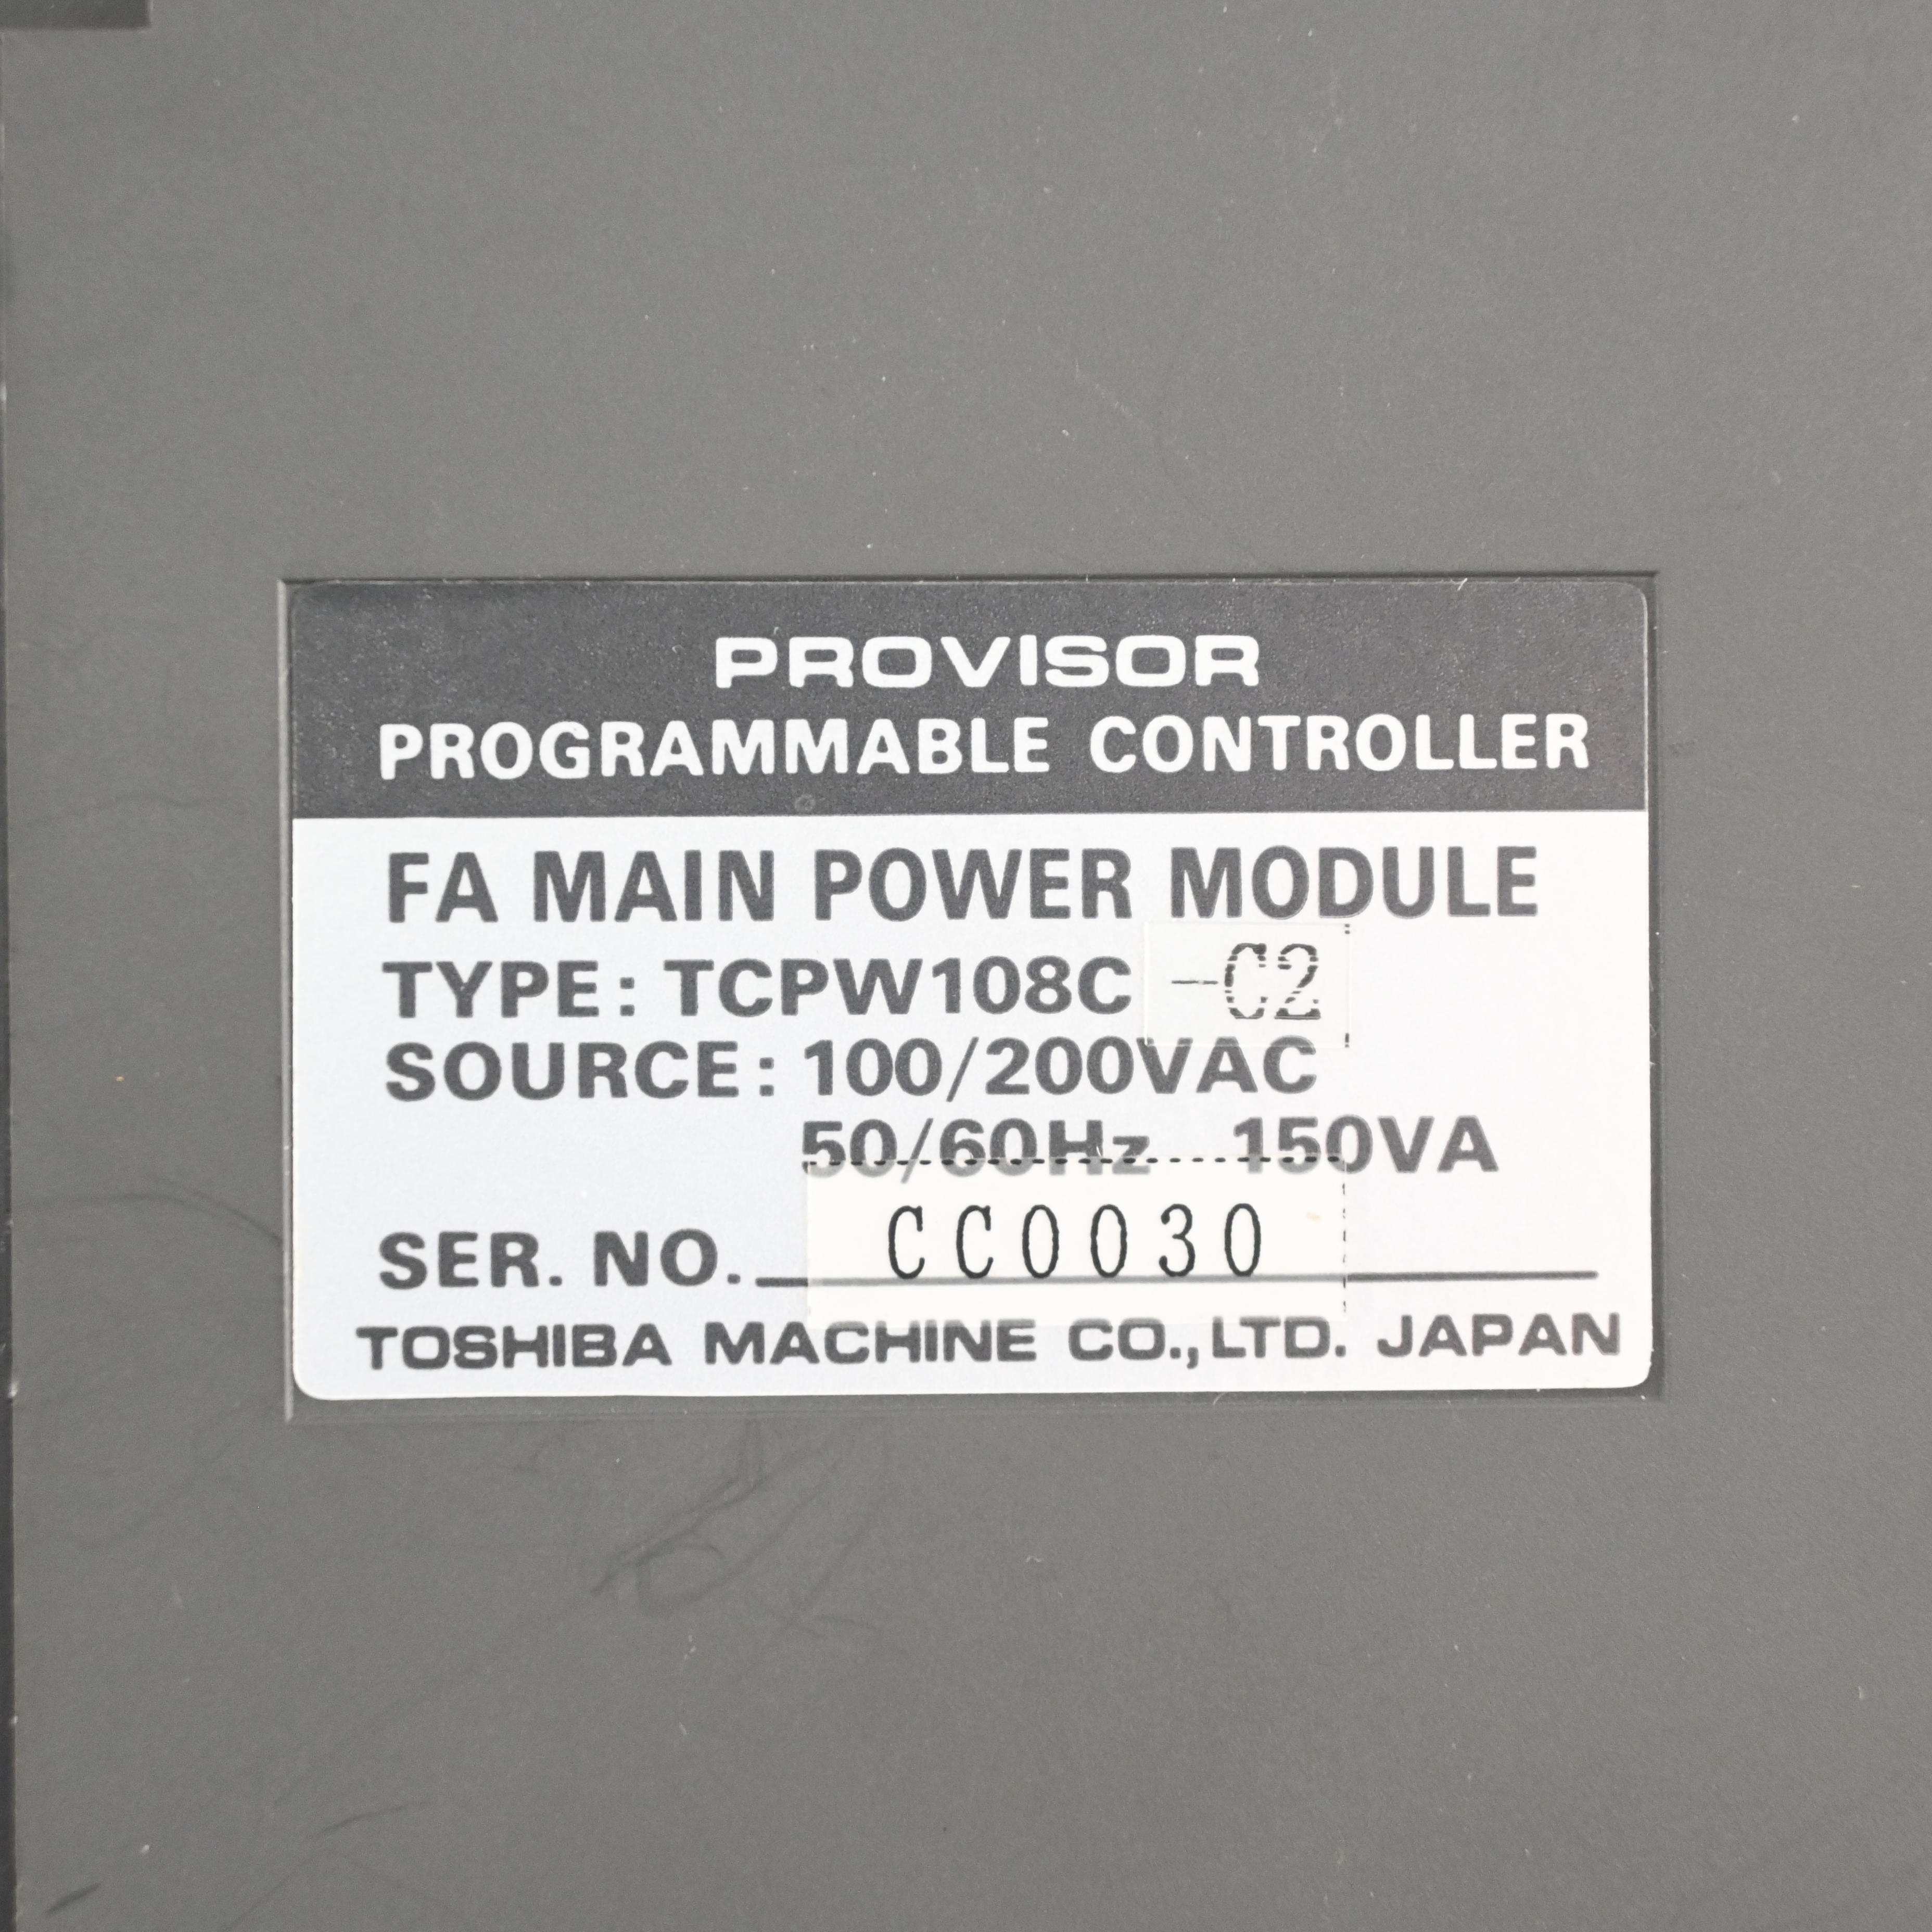 PROVISOR
PROGRAMMABLE CONTROLLER
FA MAIN POWER MODULE
TYPE: TCPW108C -C2
SOURCE: 100/200VAC
50/60Hz 150VA
SER. NO. CC0030
TOSHIBA MACHINE CO., LTD. JAPAN